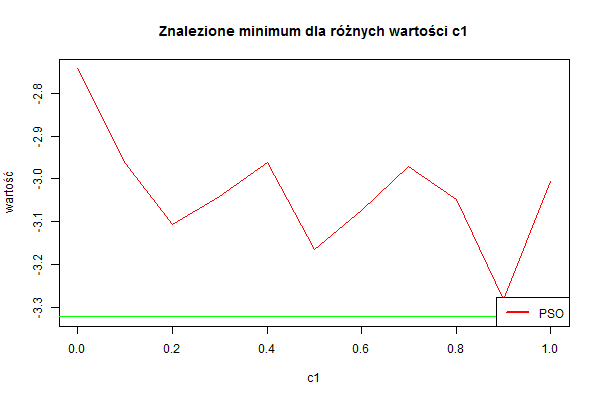 Znalezione minimum dla różnych wartości c1
wartość
-2.8
-2.9
-3.0
-3.1
-3.2
-3.3
0.0 0.2 0.4 0.6 0.8 1.0
c1
PSO